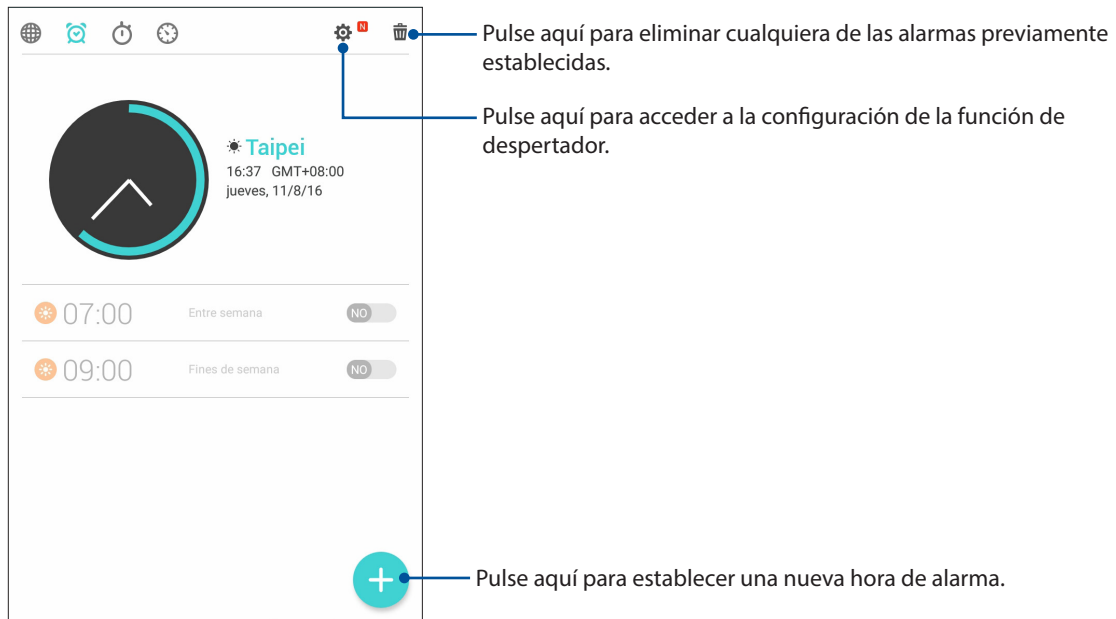 N
Pulse aquí para eliminar cualquiera de las alarmas previamente
establecidas.
Pulse aquí para acceder a la configuración de la función de
despertador.
Taipei
16:37 GMT+08:00
jueves, 11/8/16
07:00 Entre semana NO
09:00 Fines de semana NO
Pulse aquí para establecer una nueva hora de alarma.